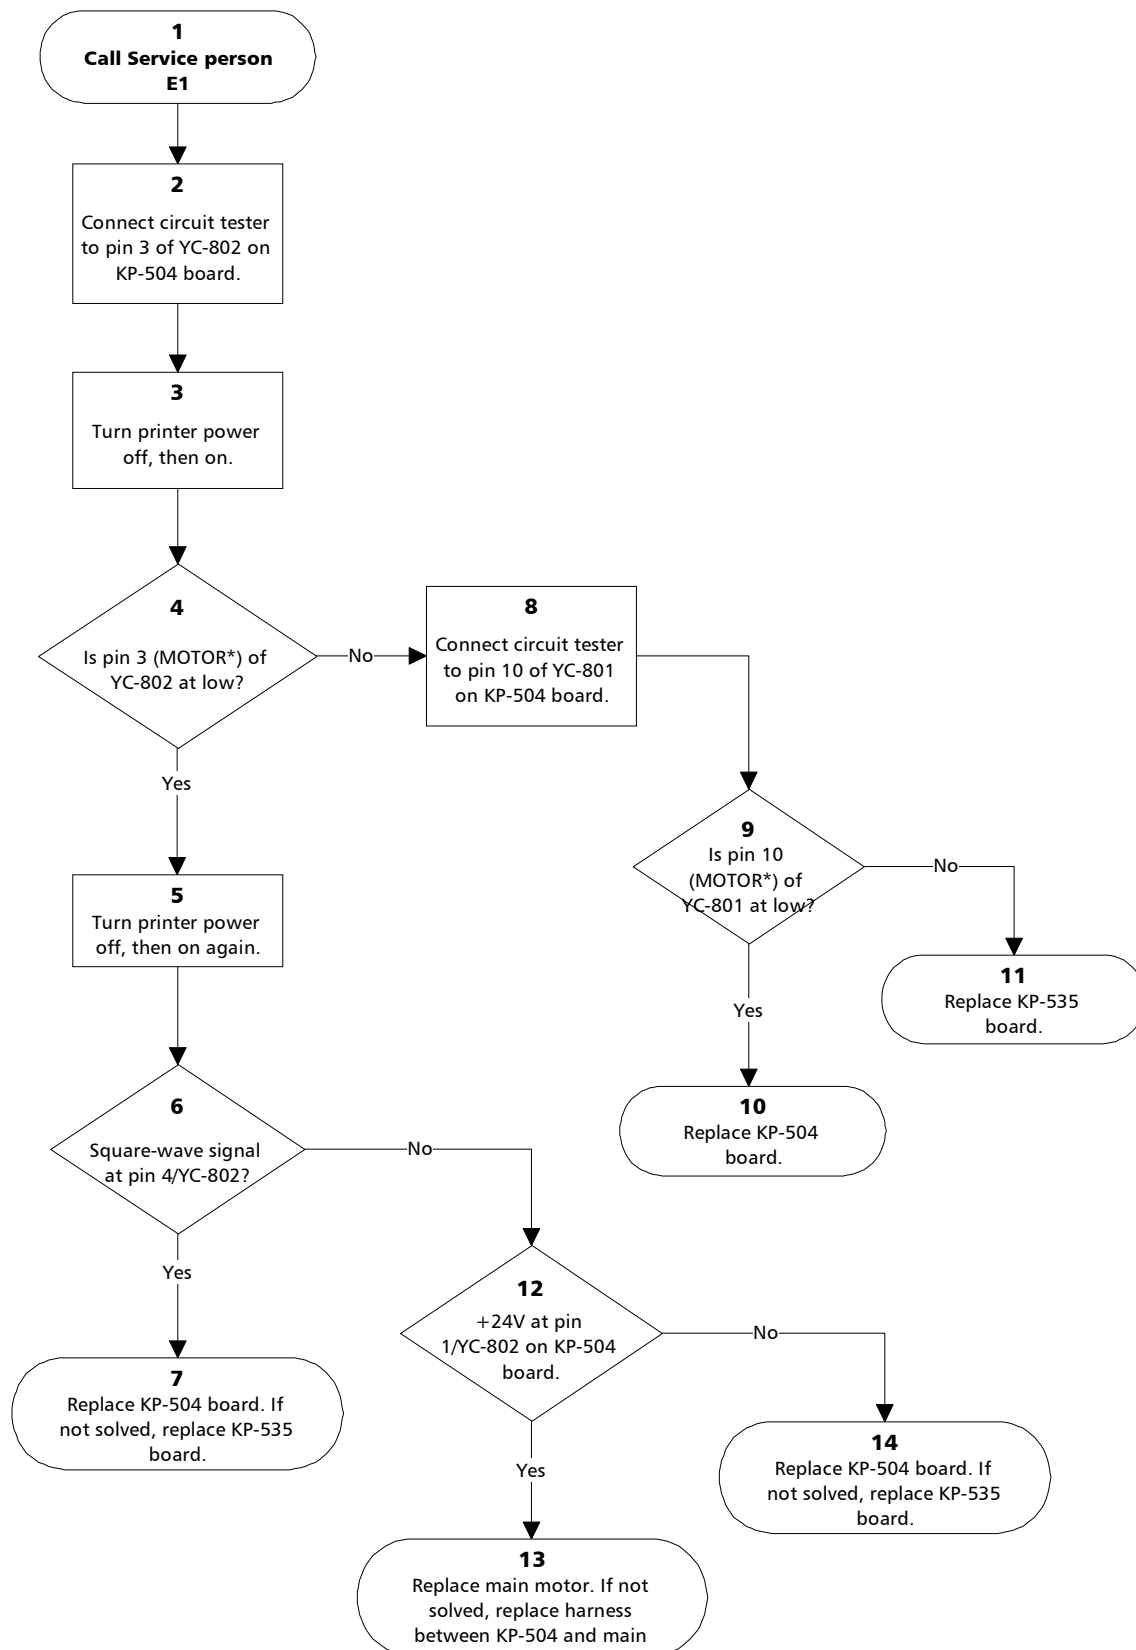 1
Call Service person
E1
2
Connect circuit tester
to pin 3 of YC-802 on
KP-504 board.
3
Turn printer power
off, then on.
4
Is pin 3 (MOTOR*) of
YC-802 at low?
No
8
Connect circuit tester
to pin 10 of YC-801
on KP-504 board.
Yes
9
Is pin 10
(MOTOR*) of
YC-801 at low?
No
5
Turn printer power
off, then on again.
11
Replace KP-535
board.
Yes
10
Replace KP-504
board.
6
Square-wave signal
at pin 4/YC-802?
No
Yes
12
+24V at pin
1/YC-802 on KP-504
board.
No
7
Replace KP-504 board. If
not solved, replace KP-535
board.
14
Replace KP-504 board. If
not solved, replace KP-535
board.
Yes
13
Replace main motor. If not
solved, replace harness
between KP-504 and main